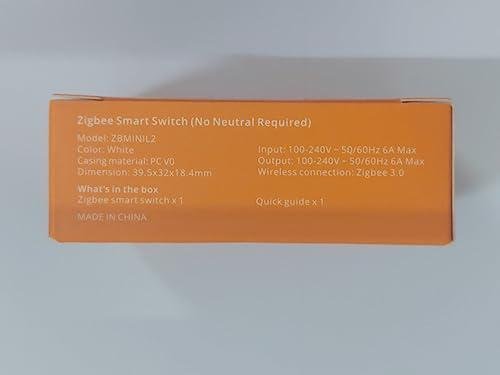 Zigbee Smart Switch (No Neutral Required)
Model: ZBMINIL2
Color: White
Casing material: PC V0
Dimension: 39.5x32x18.4mm
Input: 100-240V ~ 50/60Hz 6A Max
Output: 100-240V ~ 50/60Hz 6A Max
Wireless connection: Zigbee 3.0
What's in the box
Zigbee smart switch x 1
Quick guide x 1
MADE IN CHINA